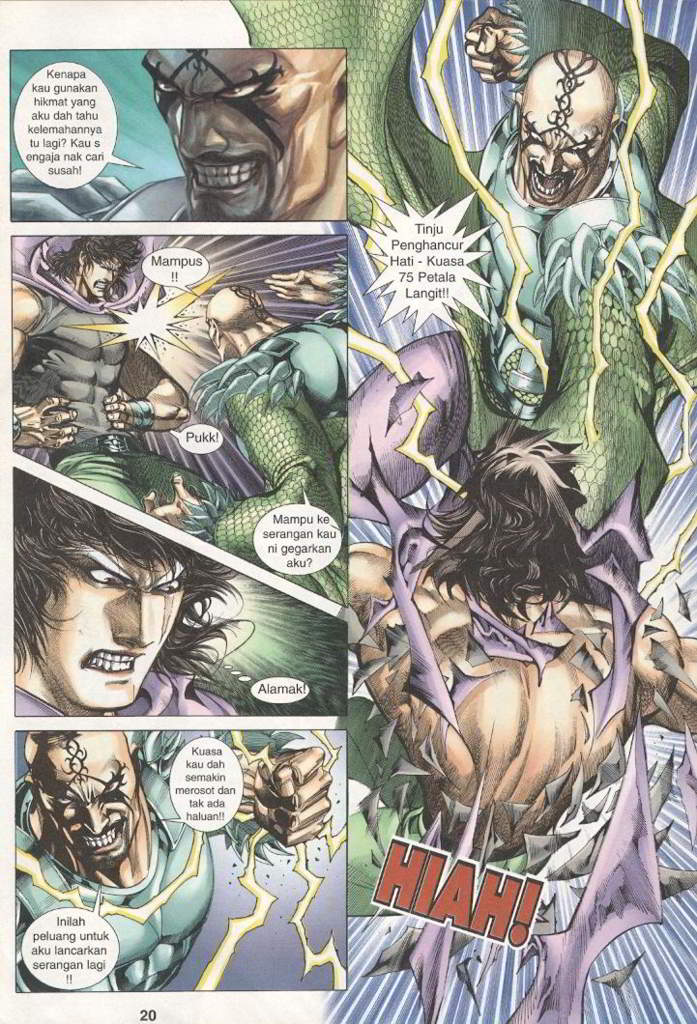 Kenapa
kau gunakan
hikmat yang
aku dah tahu
kelemahannya
tu lagi? Kau s
engaja nak cari
susah!
Mampus
!!
Pukk!
Mampu ke
serangan kau
ni gegarkan
aku?
Alamak!
Kuasa
kau dah
semakin
merosot dan
tak ada
haluan!!
Inilah
peluang untuk
aku lancarkan
serangan lagi
!!
Tinju
Penghancur
Hati - Kuasa
75 Petala
Langit!!
HIAH!
20